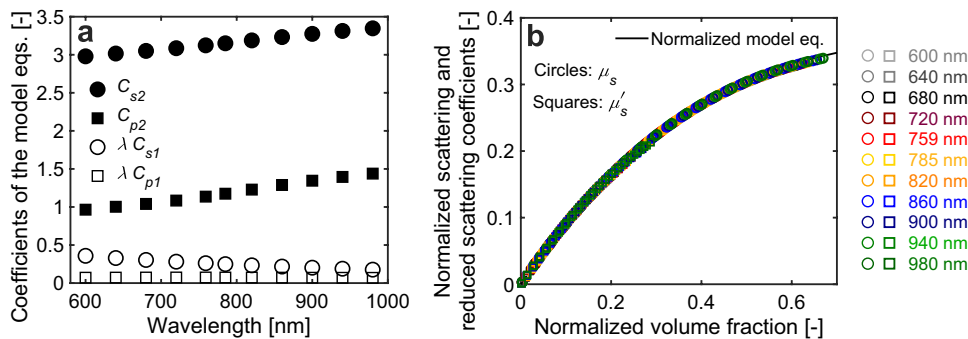 Coefficients of the model eqs. [-]
a
3.5
3
2.5
2
1.5
1
0.5
0
C_s2
C_p2
λ C_s1
λ C_p1
600 700 800 900 1000
Wavelength [nm]
Normalized scattering and
reduced scattering coefficients [-]
b
Normalized model eq.
Circles: μ_s
Squares: μ'_s
0.4
0.3
0.2
0.1
0
0 0.2 0.4 0.6
Normalized volume fraction [-]
600 nm
640 nm
680 nm
720 nm
759 nm
785 nm
820 nm
860 nm
900 nm
940 nm
980 nm